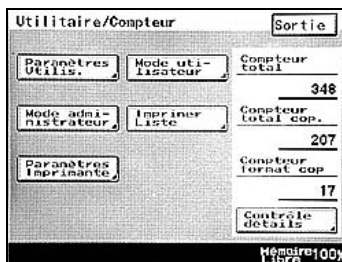 Utilitaire/Compteur
Sortie
Paramètres
Utilis.
Mode uti-
lisateur
Compteur
total
348
Mode admi-
nistrateur
Imprimer
Liste
Compteur
total cop.
207
Paramètres
Imprimante
Compteur
format cop
17
Contrôle
détails
Mémoire
Libre
100%